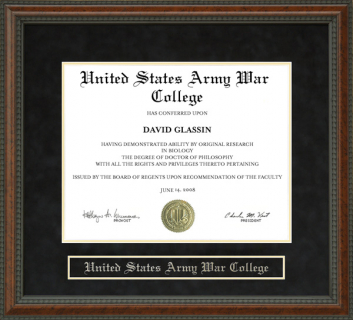 United States Army War
College
HAS CONFERRED UPON
DAVID GLASSIN
HAVING DEMONSTRATED ABILITY BY ORIGINAL RESEARCH
IN BIOLOGY
THE DEGREE OF DOCTOR OF PHILOSOPHY
WITH ALL THE RIGHTS AND PRIVILEGES THERETO PERTAINING
ISSUED BY THE BOARD OF REGENTS UPON RECOMMENDATION OF THE FACULTY
JUNE 14, 2008
PROVOST
PRESIDENT
United States Army War College